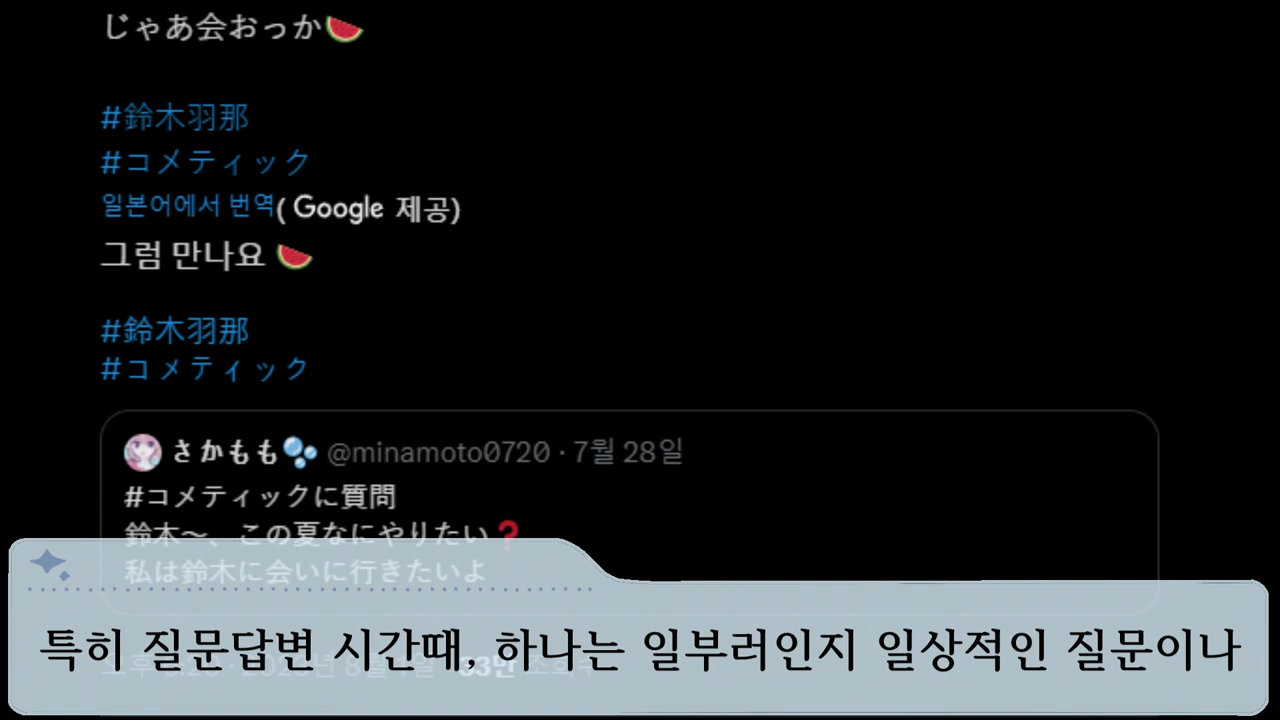 じゃあ会おっか🍉
#鈴木羽那
#コメティック
일본어에서 번역( Google 제공)
그럼 만나요 🍉
#鈴木羽那
#コメティック
さかもも🫧 @minamoto0720 · 7월 28일
#コメティックに質問
鈴木〜、この夏なにやりたい❓
私は鈴木に会いに行きたいよ
특히 질문답변 시간때, 하나는 일부러인지 일상적인 질문이나